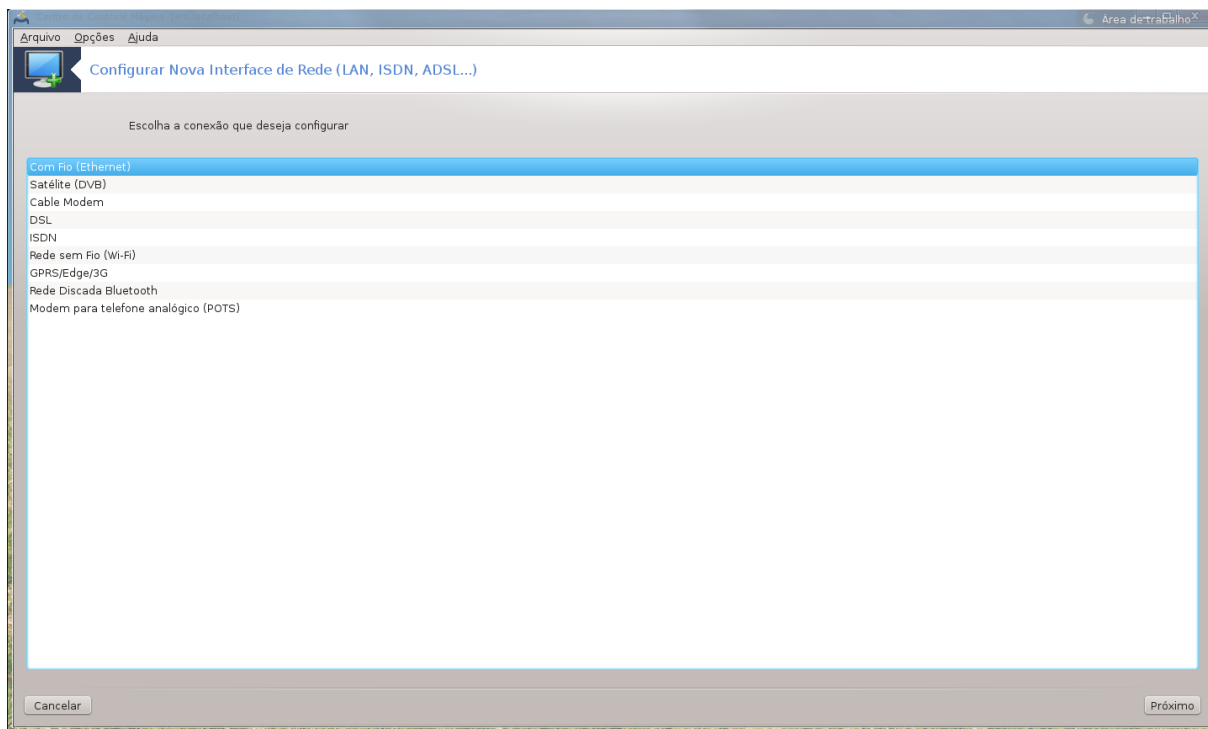 Área de trabalho
Arquivo Opções Ajuda
Configurar Nova Interface de Rede (LAN, ISDN, ADSL...)
Escolha a conexão que deseja configurar
Com Fio (Ethernet)
Satélite (DVB)
Cable Modem
DSL
ISDN
Rede sem Fio (Wi-Fi)
GPRS/Edge/3G
Rede Discada Bluetooth
Modem para telefone analógico (POTS)
Cancelar Próximo